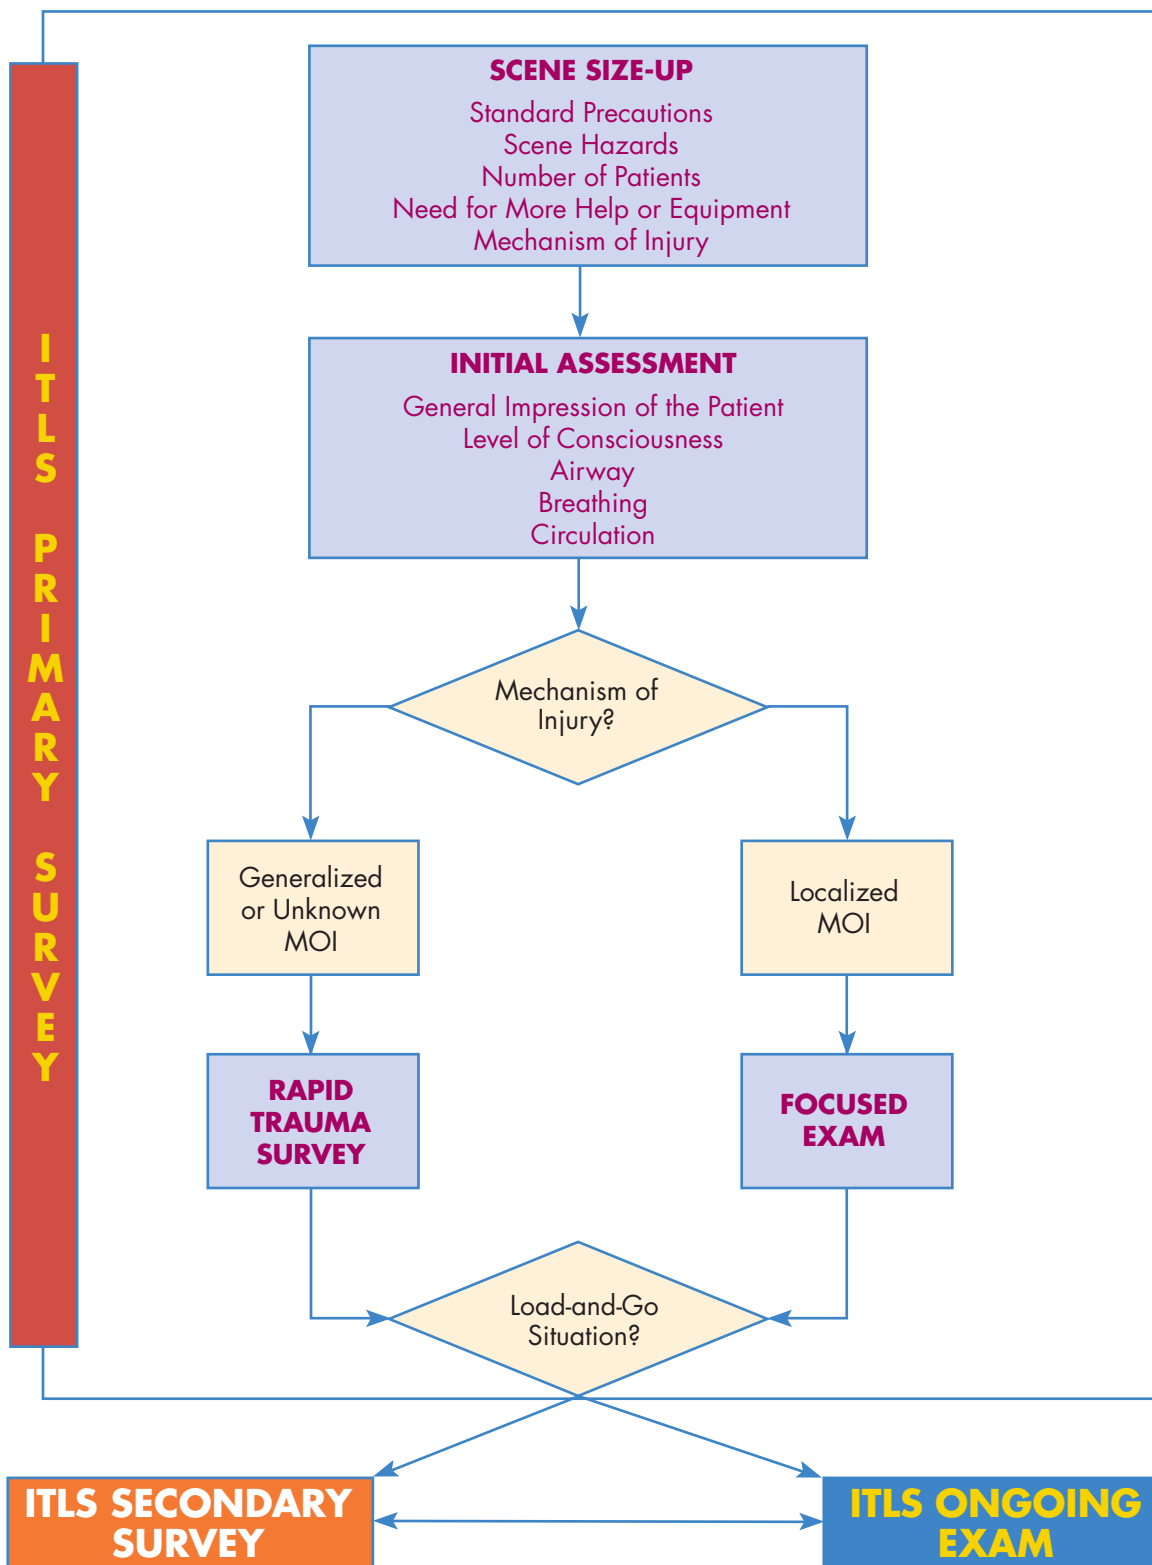 ITLS PRIMARY SURVEY
SCENE SIZE-UP
Standard Precautions
Scene Hazards
Number of Patients
Need for More Help or Equipment
Mechanism of Injury
INITIAL ASSESSMENT
General Impression of the Patient
Level of Consciousness
Airway
Breathing
Circulation
Mechanism of
Injury?
Generalized
or Unknown
MOI
Localized
MOI
RAPID
TRAUMA
SURVEY
FOCUSED
EXAM
Load-and-Go
Situation?
ITLS SECONDARY
SURVEY
ITLS ONGOING
EXAM